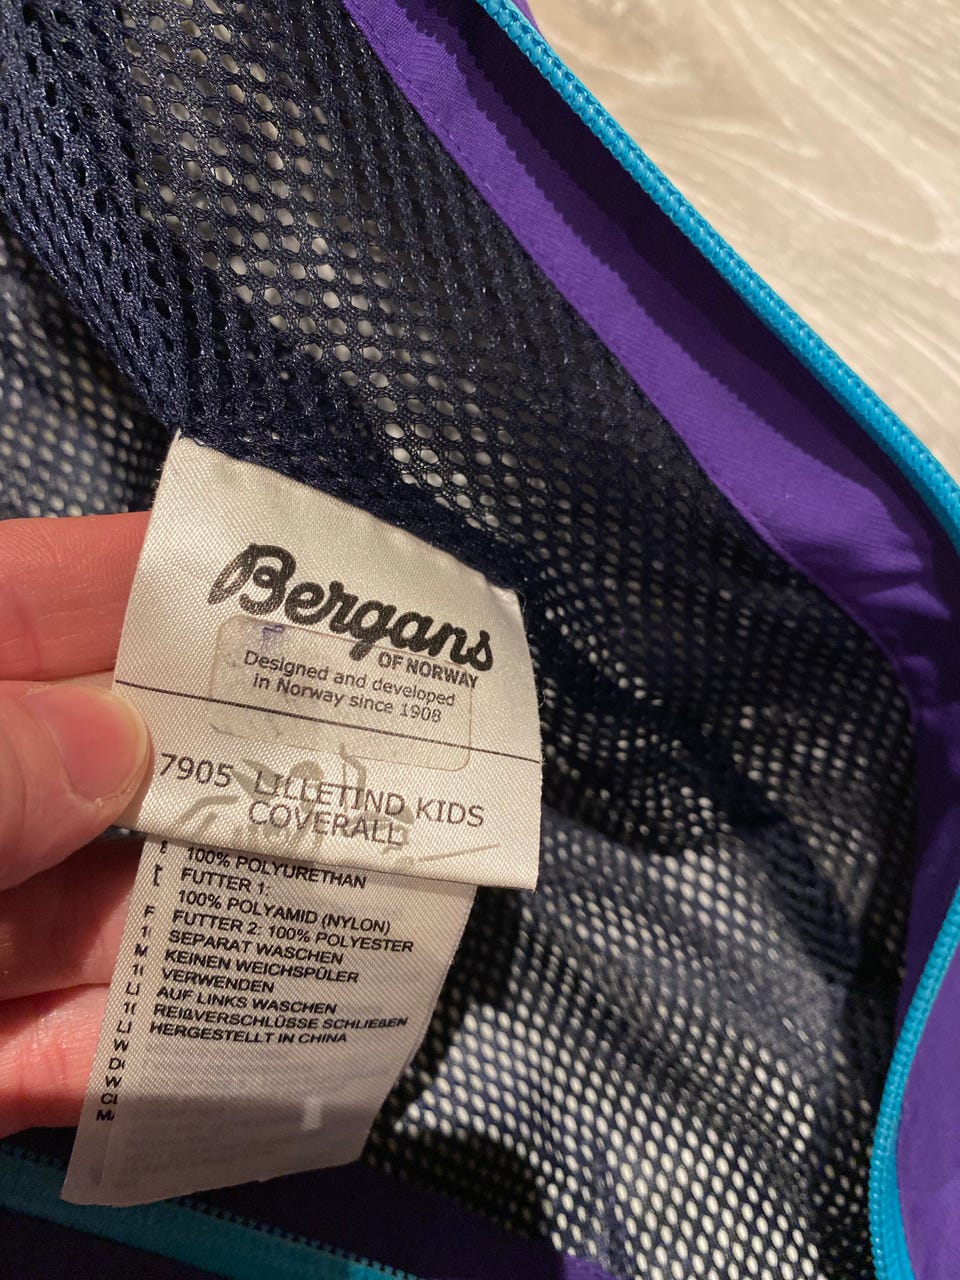 Bergans
OF NORWAY
Designed and developed
in Norway since 1908
7905 LILLETIND KIDS
COVERALL
100% POLYURETHAN
FUTTER 1:
100% POLYAMID (NYLON)
FUTTER 2: 100% POLYESTER
SEPARAT WASCHEN
KEINEN WEICHSPÜLER
VERWENDEN
AUF LINKS WASCHEN
REIßVERSCHLÜSSE SCHLIEßEN
HERGESTELLT IN CHINA